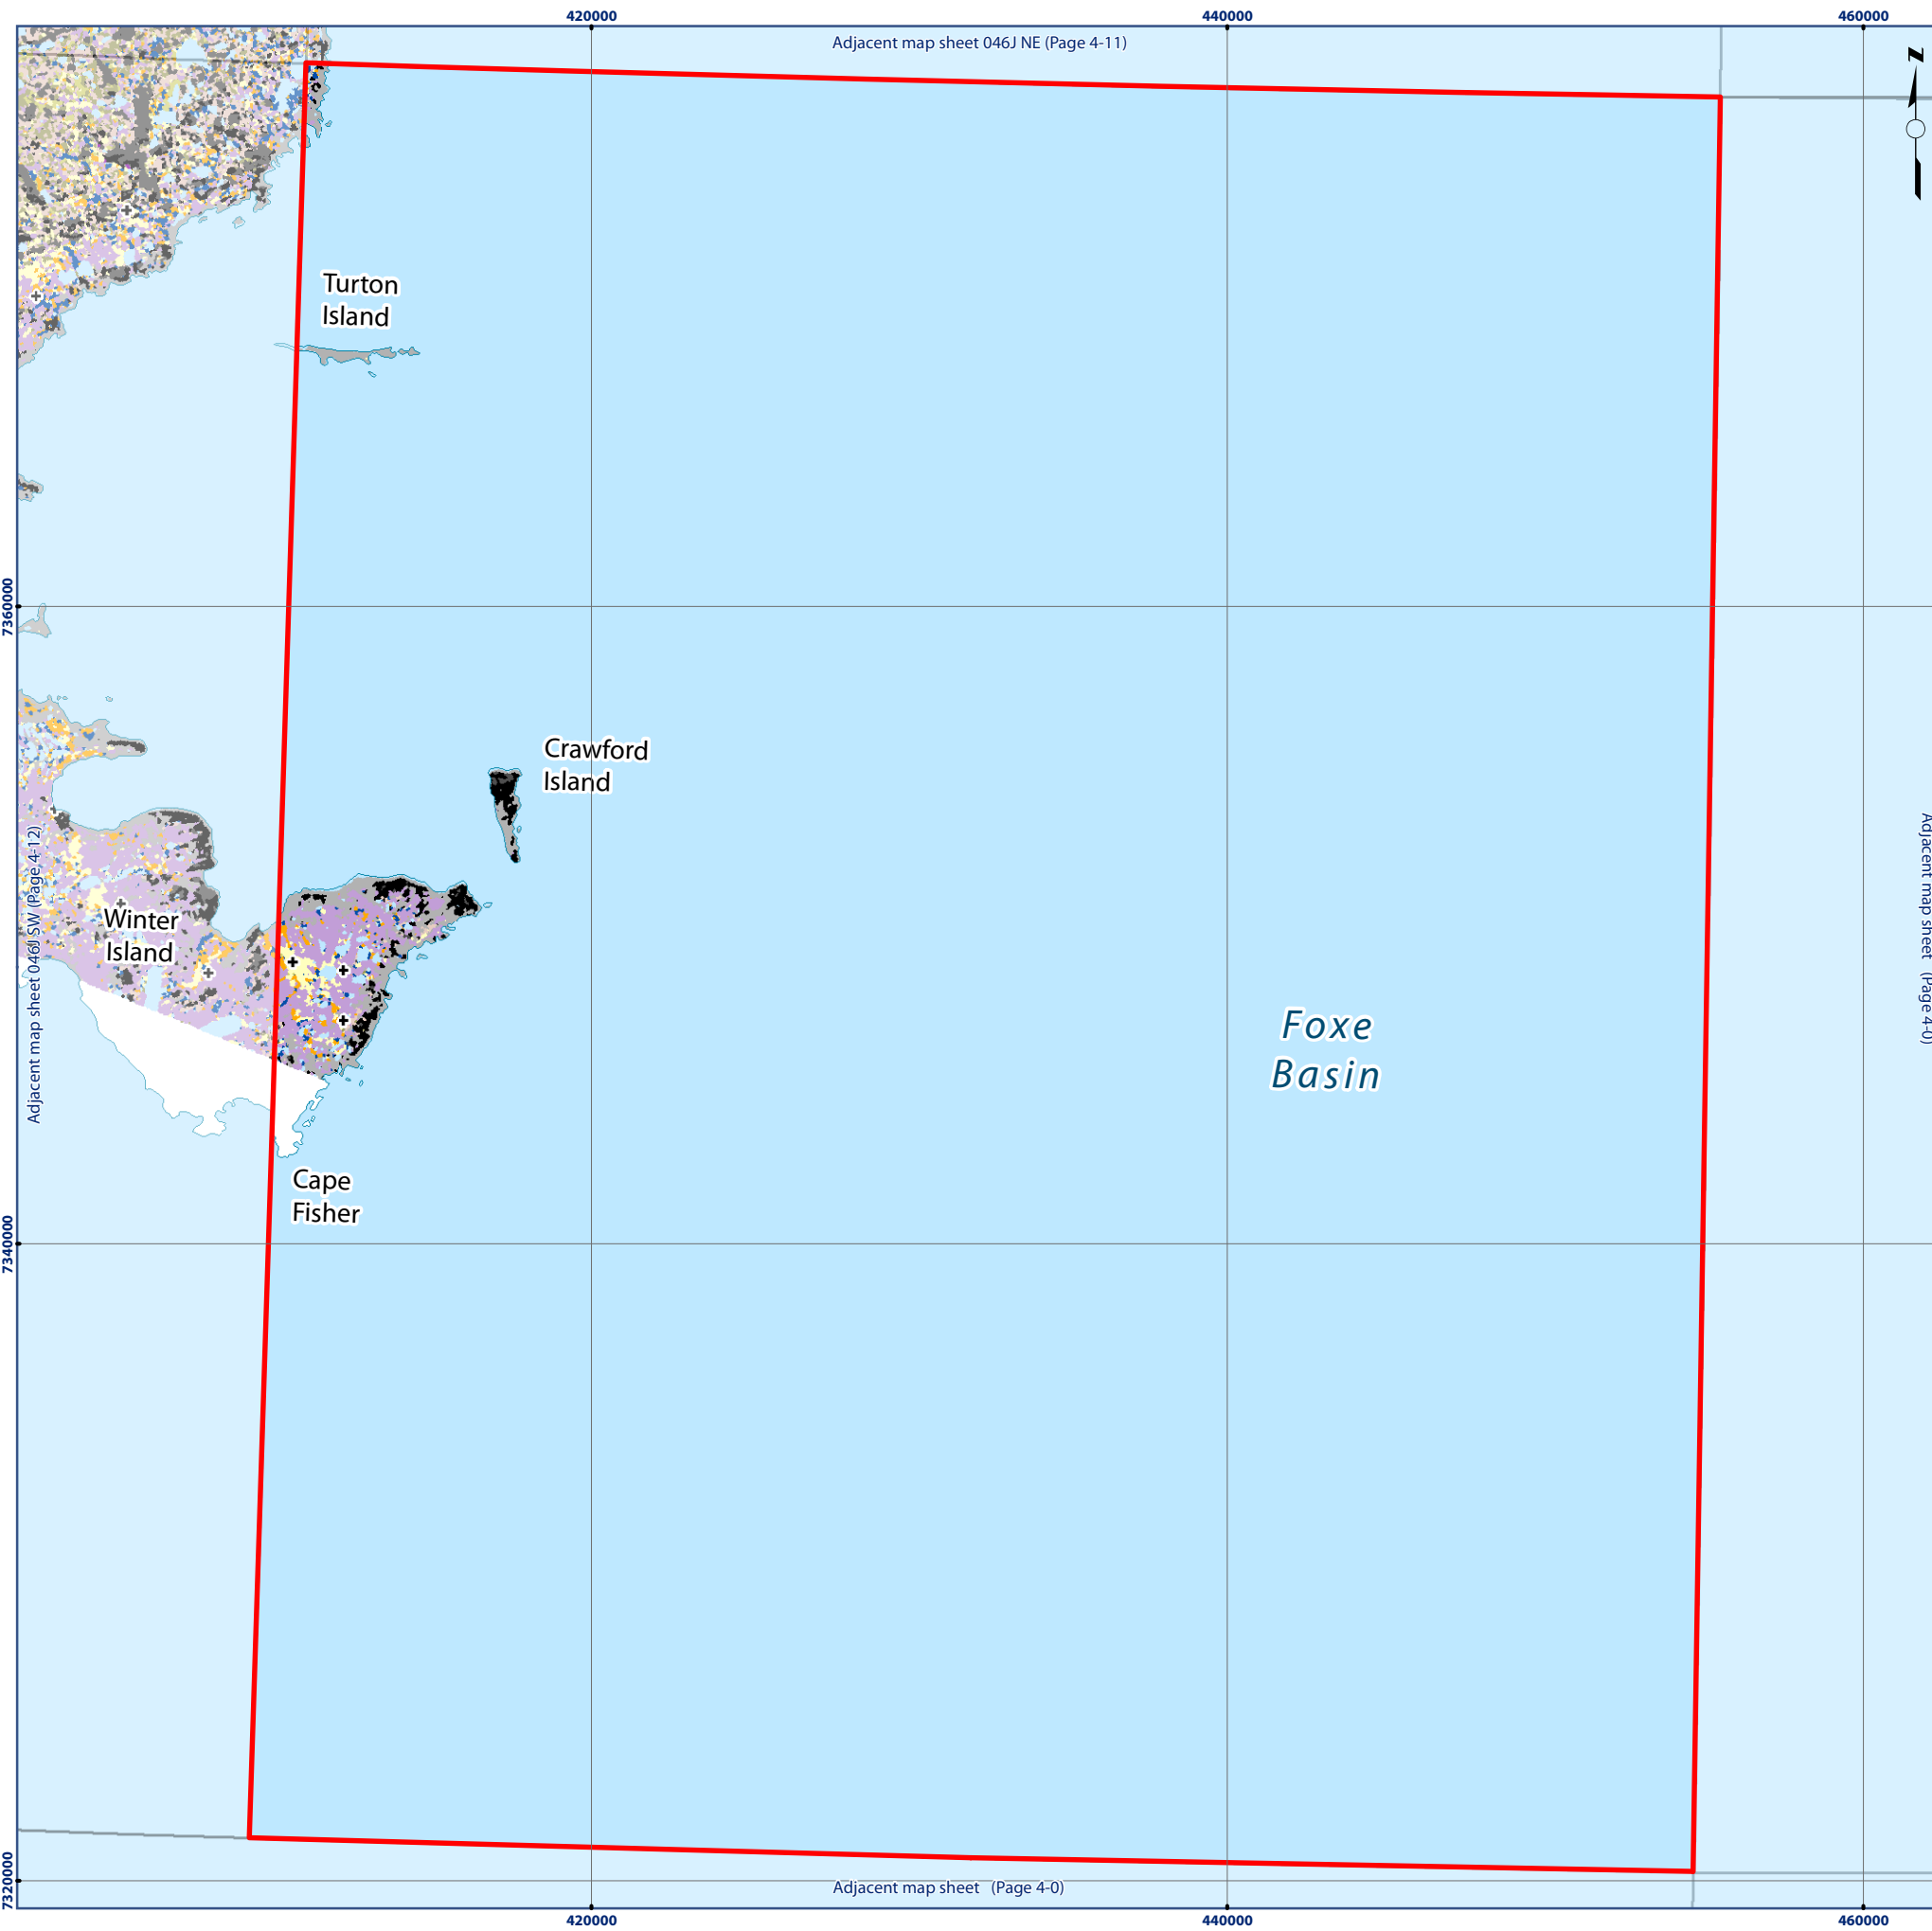 420000
440000
460000
Adjacent map sheet 046J NE (Page 4-11)
N
Turton
Island
7360000
Crawford
Island
Adjacent map sheet 046J SW (Page 4-12)
Adjacent map sheet (Page 4-0)
Winter
Island
Foxe
Basin
Cape
Fisher
7340000
7320000
Adjacent map sheet (Page 4-0)
420000
440000
460000